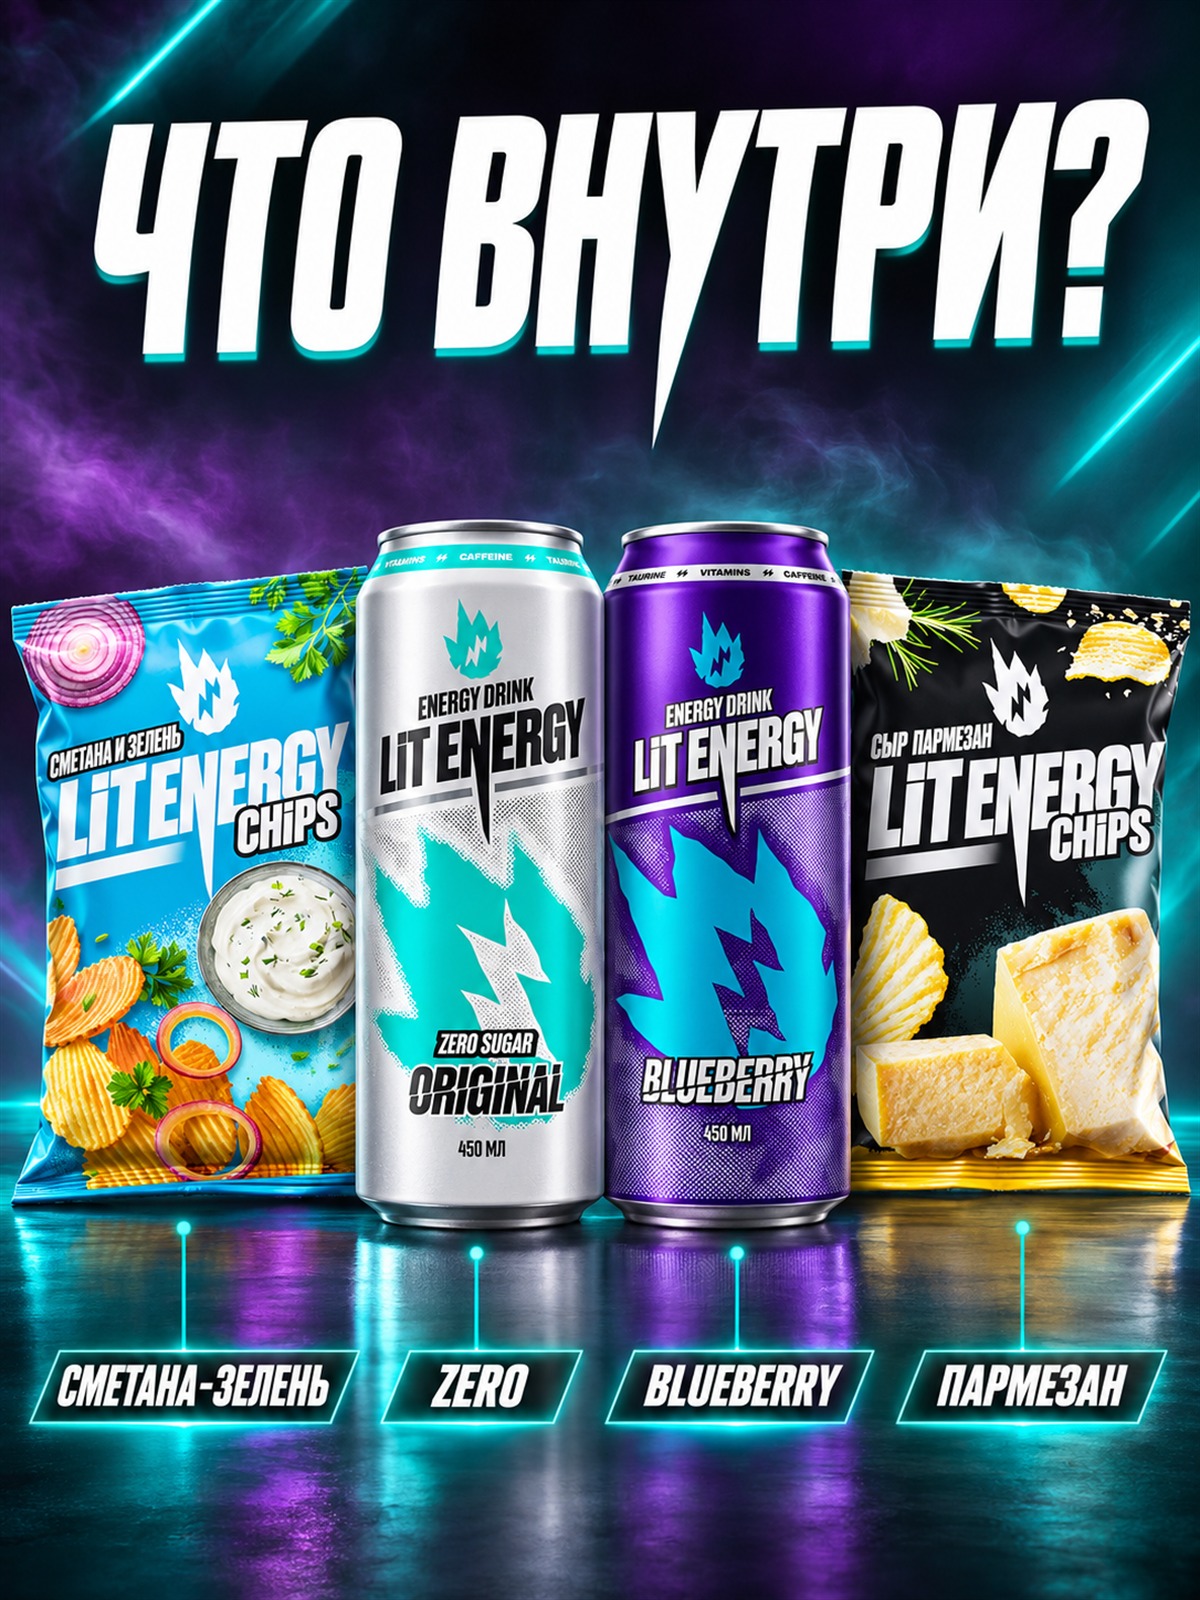 ЧТО ВНУТРИ?
VITAMINS CAFFEINE TAURINE
TAURINE VITAMINS CAFFEINE
СМЕТАНА И ЗЕЛЕНЬ
LiT ENERGY
CHiPS
ENERGY DRINK
LiT ENERGY
ZERO SUGAR
ORIGINAL
450 МЛ
ENERGY DRINK
LiT ENERGY
BLUEBERRY
450 МЛ
СЫР ПАРМЕЗАН
LiT ENERGY
CHiPS
СМЕТАНА-ЗЕЛЕНЬ
ZERO
BLUEBERRY
ПАРМЕЗАН